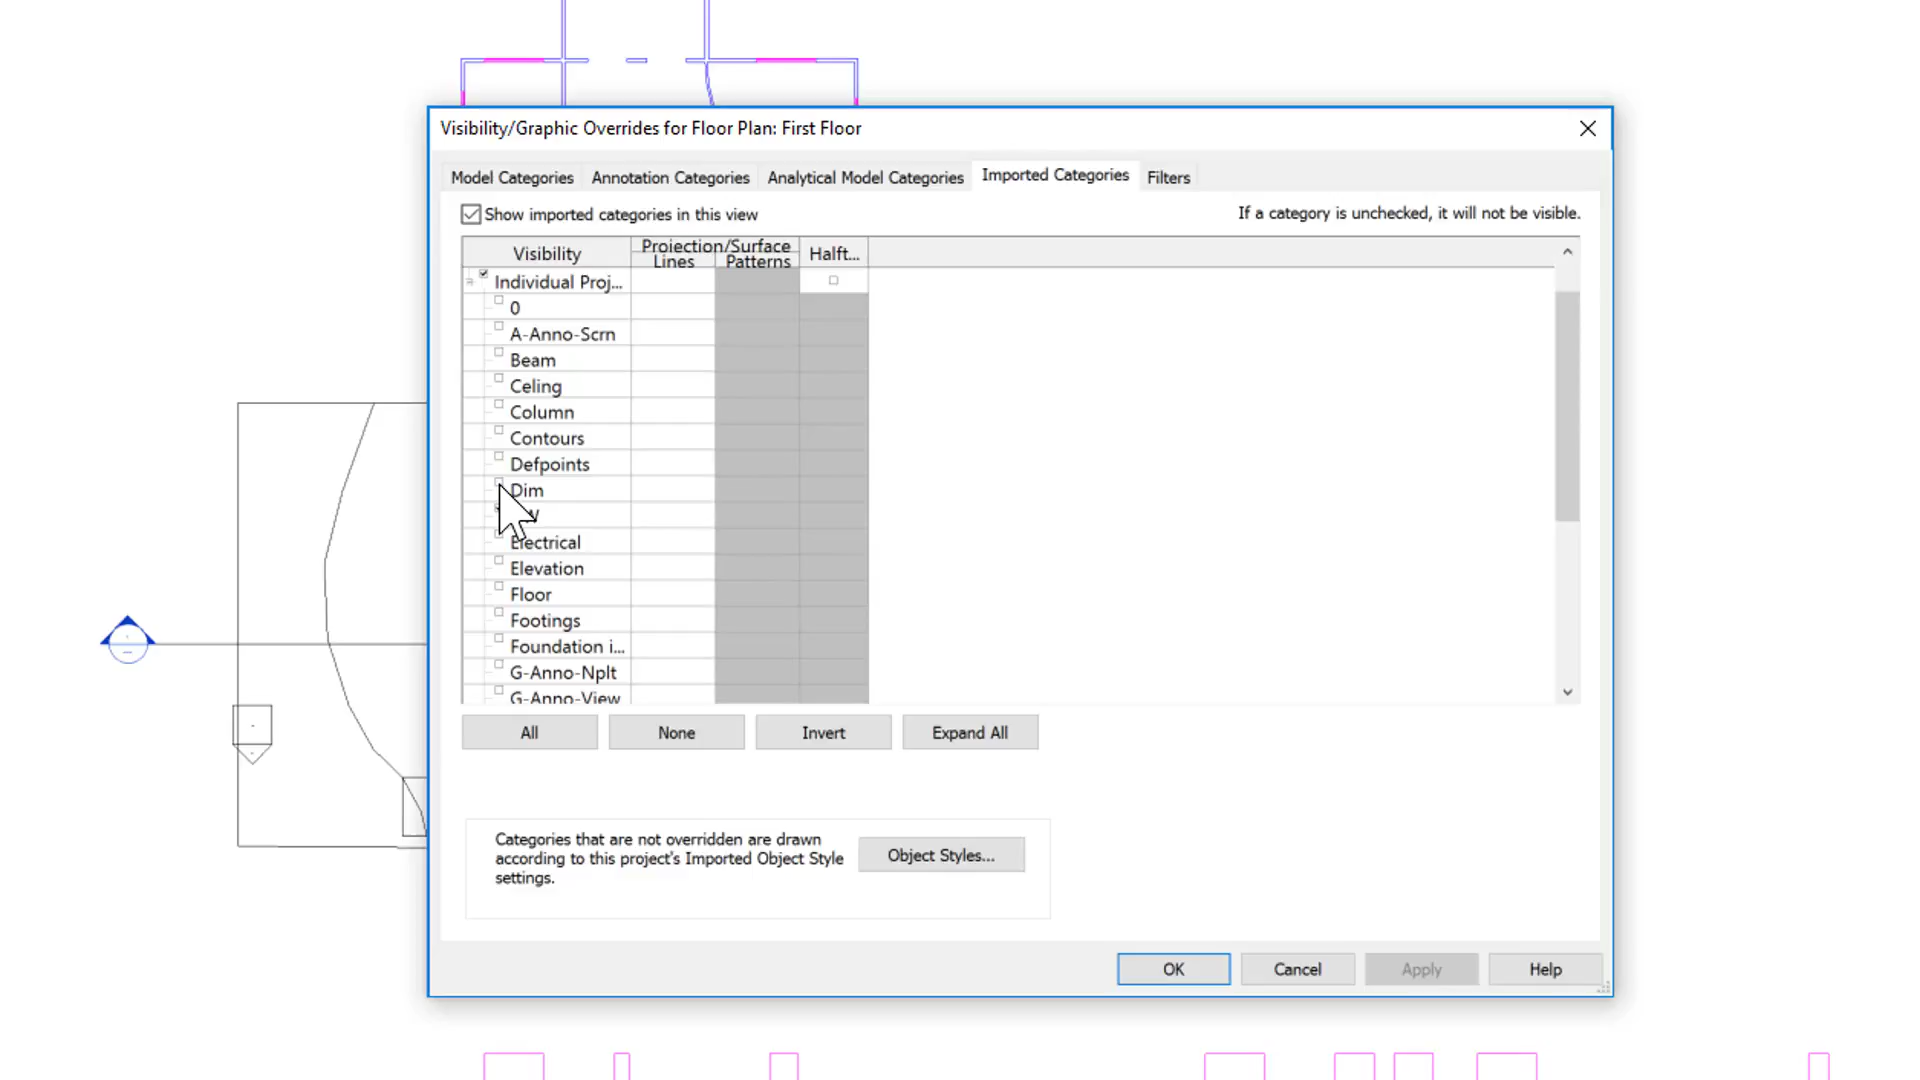 Visibility/Graphic Overrides for Floor Plan: First Floor
Model Categories
Annotation Categories
Analytical Model Categories
Imported Categories
Filters
Show imported categories in this view
If a category is unchecked, it will not be visible.
Visibility
Projection/Surface
Halft...
Lines
Patterns
Individual Proj...
0
A-Anno-Scrn
Beam
Celing
Column
Contours
Defpoints
Dim
Electrical
Elevation
Floor
Footings
Foundation i...
G-Anno-Nplt
G-Anno-View
All
None
Invert
Expand All
Categories that are not overridden are drawn
according to this project's Imported Object Style
settings.
Object Styles...
OK
Cancel
Apply
Help